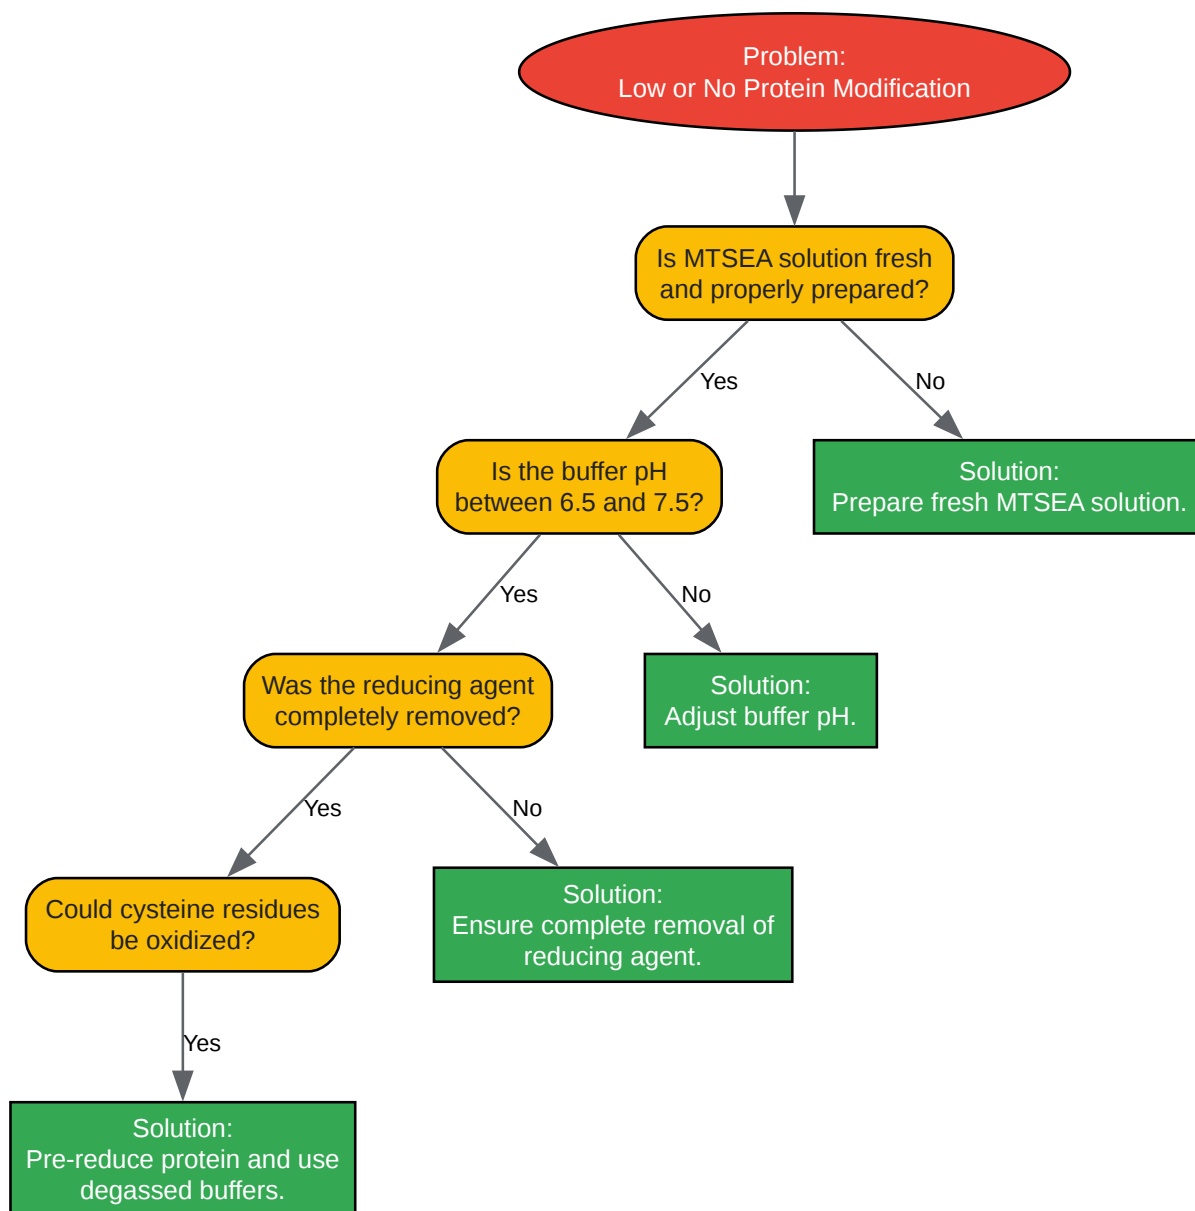 Problem:
Low or No Protein Modification
Is MTSEA solution fresh
and properly prepared?
Yes
No
Is the buffer pH
between 6.5 and 7.5?
Solution:
Prepare fresh MTSEA solution.
Yes
No
Was the reducing agent
completely removed?
Solution:
Adjust buffer pH.
Yes
No
Could cysteine residues
be oxidized?
Solution:
Ensure complete removal of
reducing agent.
Yes
Solution:
Pre-reduce protein and use
degassed buffers.